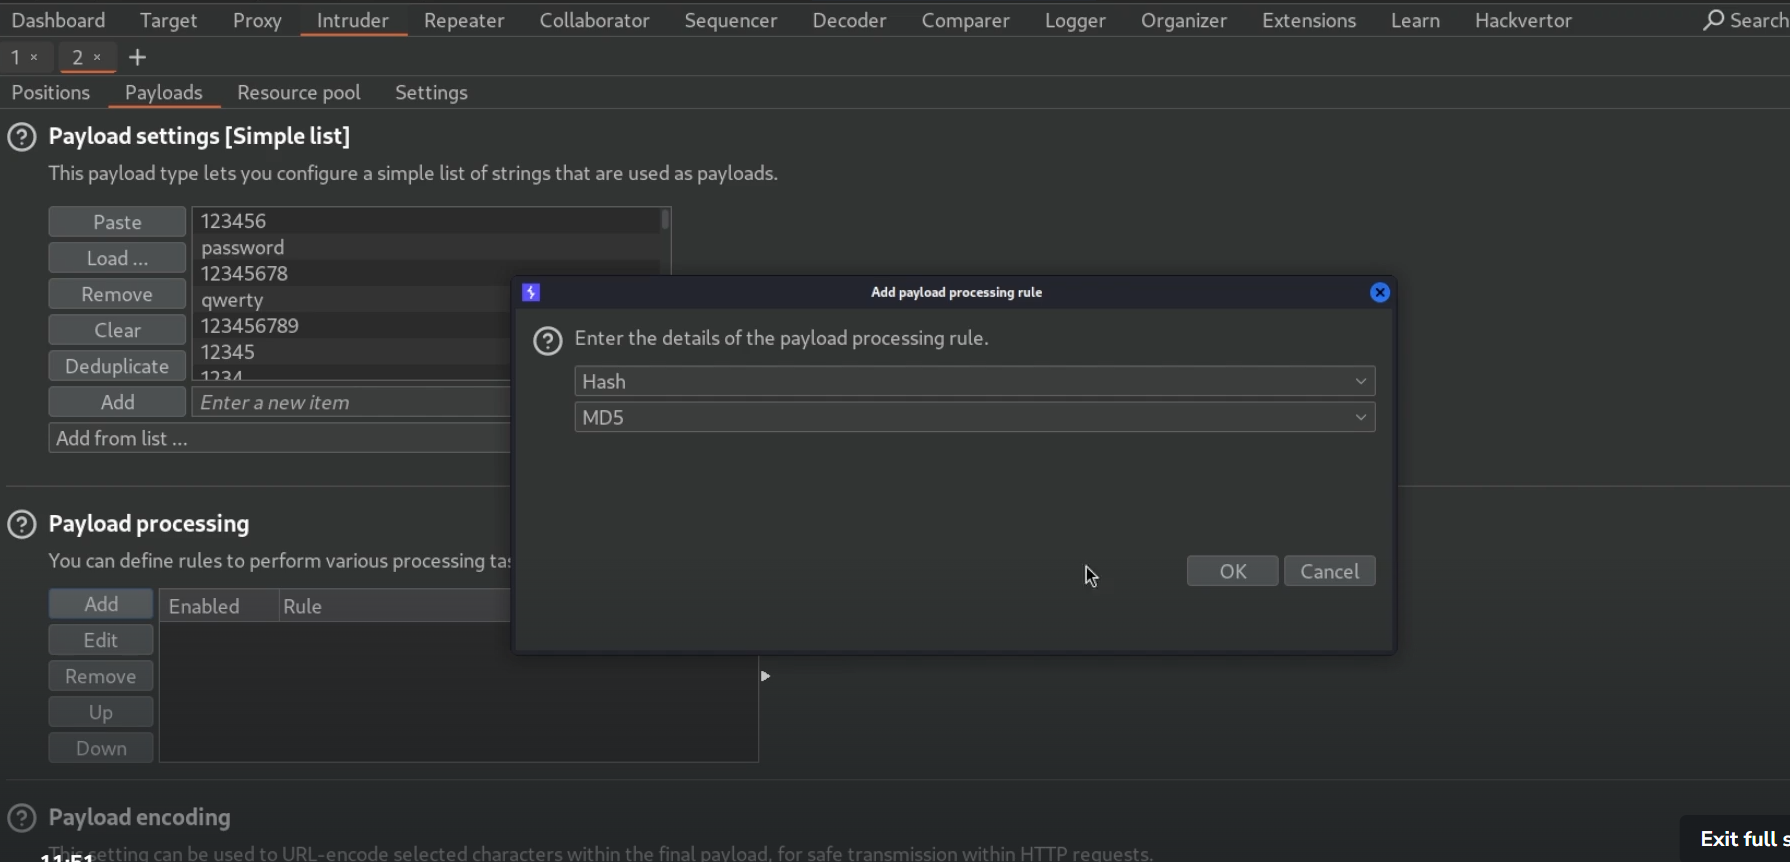 Dashboard Target Proxy Intruder Repeater Collaborator Sequencer Decoder Comparer Logger Organizer Extensions Learn Hackvertor Search
1 × 2 × +
Positions Payloads Resource pool Settings
? Payload settings [Simple list]
This payload type lets you configure a simple list of strings that are used as payloads.
Paste 123456
password
Load ...
12345678
Remove qwerty
123456789
Clear
12345
Deduplicate
1234
Add Enter a new item
Add from list ...
Add payload processing rule
? Enter the details of the payload processing rule.
Hash
MD5
OK Cancel
? Payload processing
You can define rules to perform various processing
Add Enabled Rule
Edit
Remove
Up
Down
? Payload encoding
This setting can be used to URL-encode selected characters within the final payload, for safe transmission within HTTP requests.
11:51
Exit full